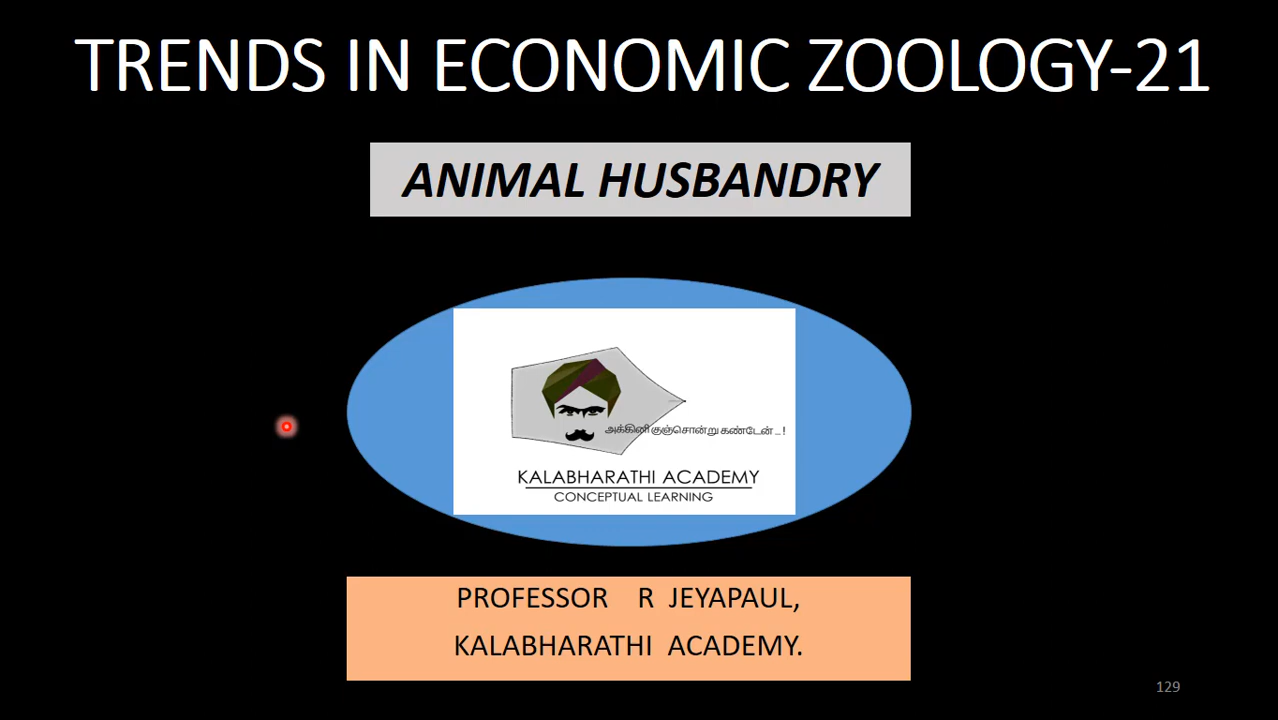 TRENDS IN ECONOMIC ZOOLOGY-21
ANIMAL HUSBANDRY
அக்கினி குஞ்சொன்று கண்டேன் ...!
KALABHARATHI ACADEMY
CONCEPTUAL LEARNING
PROFESSOR R JEYAPAUL,
KALABHARATHI ACADEMY.
129